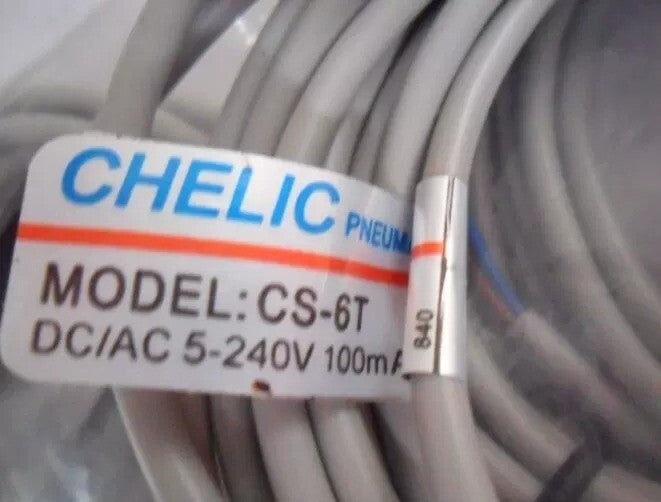 CHELIC PNEUM
MODEL: CS-6T
DC/AC 5-240V 100mA
840